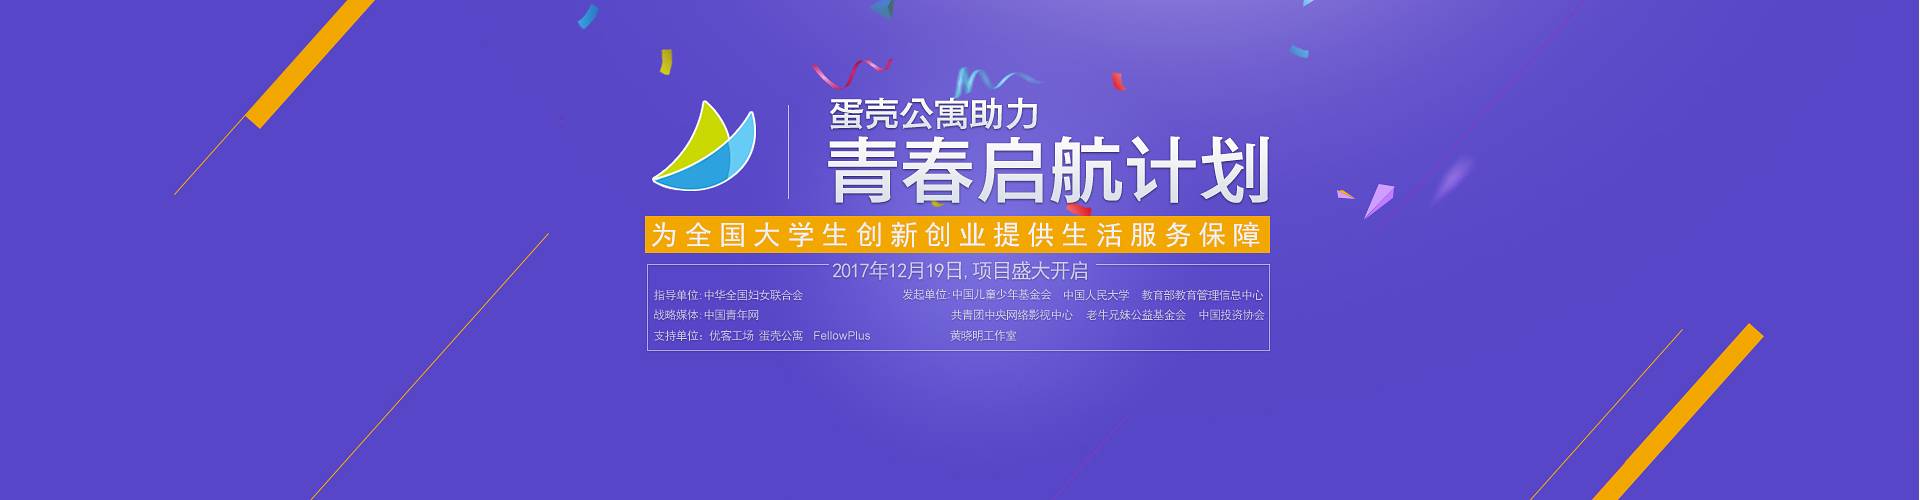 蛋壳公寓助力
青春启航计划
为全国大学生创新创业提供生活服务保障
2017年12月19日, 项目盛大开启
指导单位: 中华全国妇女联合会
战略媒体: 中国青年网
支持单位： 优客工场 蛋壳公寓 FellowPlus
发起单位: 中国儿童少年基金会 中国人民大学 教育部教育管理信息中心
共青团中央网络影视中心 老牛兄妹公益基金会 中国投资协会
黄晓明工作室